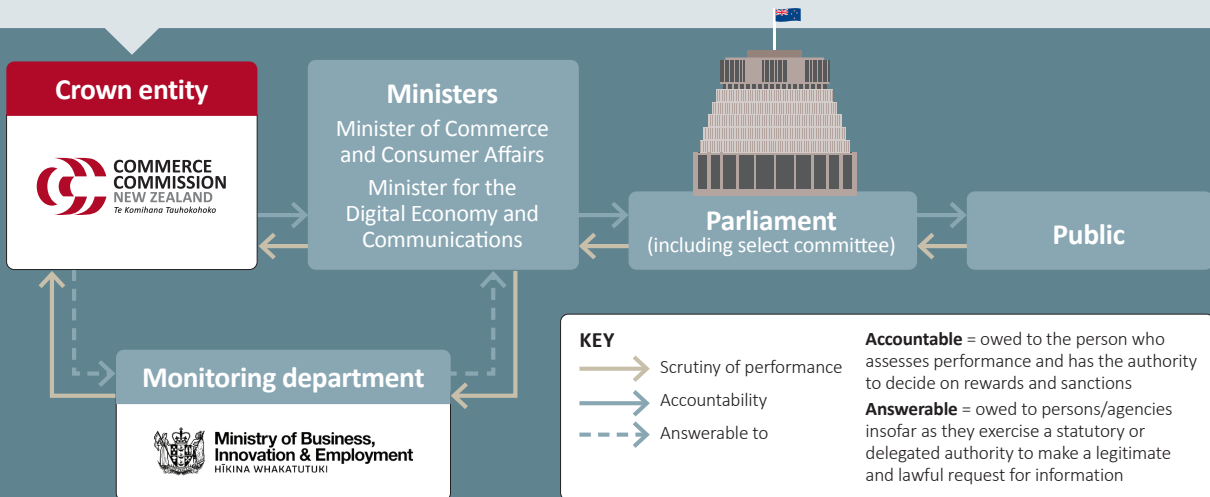 Crown entity
COMMERCE
COMMISSION
NEW ZEALAND
Te Komihana Tauhokohoko
Ministers
Minister of Commerce
and Consumer Affairs
Minister for the
Digital Economy and
Communications
Parliament
(including select committee)
Public
Monitoring department
Ministry of Business,
Innovation & Employment
HĪKINA WHAKATUTUKI
KEY
Scrutiny of performance
Accountability
Answerable to
Accountable = owed to the person who
assesses performance and has the authority
to decide on rewards and sanctions
Answerable = owed to persons/agencies
insofar as they exercise a statutory or
delegated authority to make a legitimate
and lawful request for information